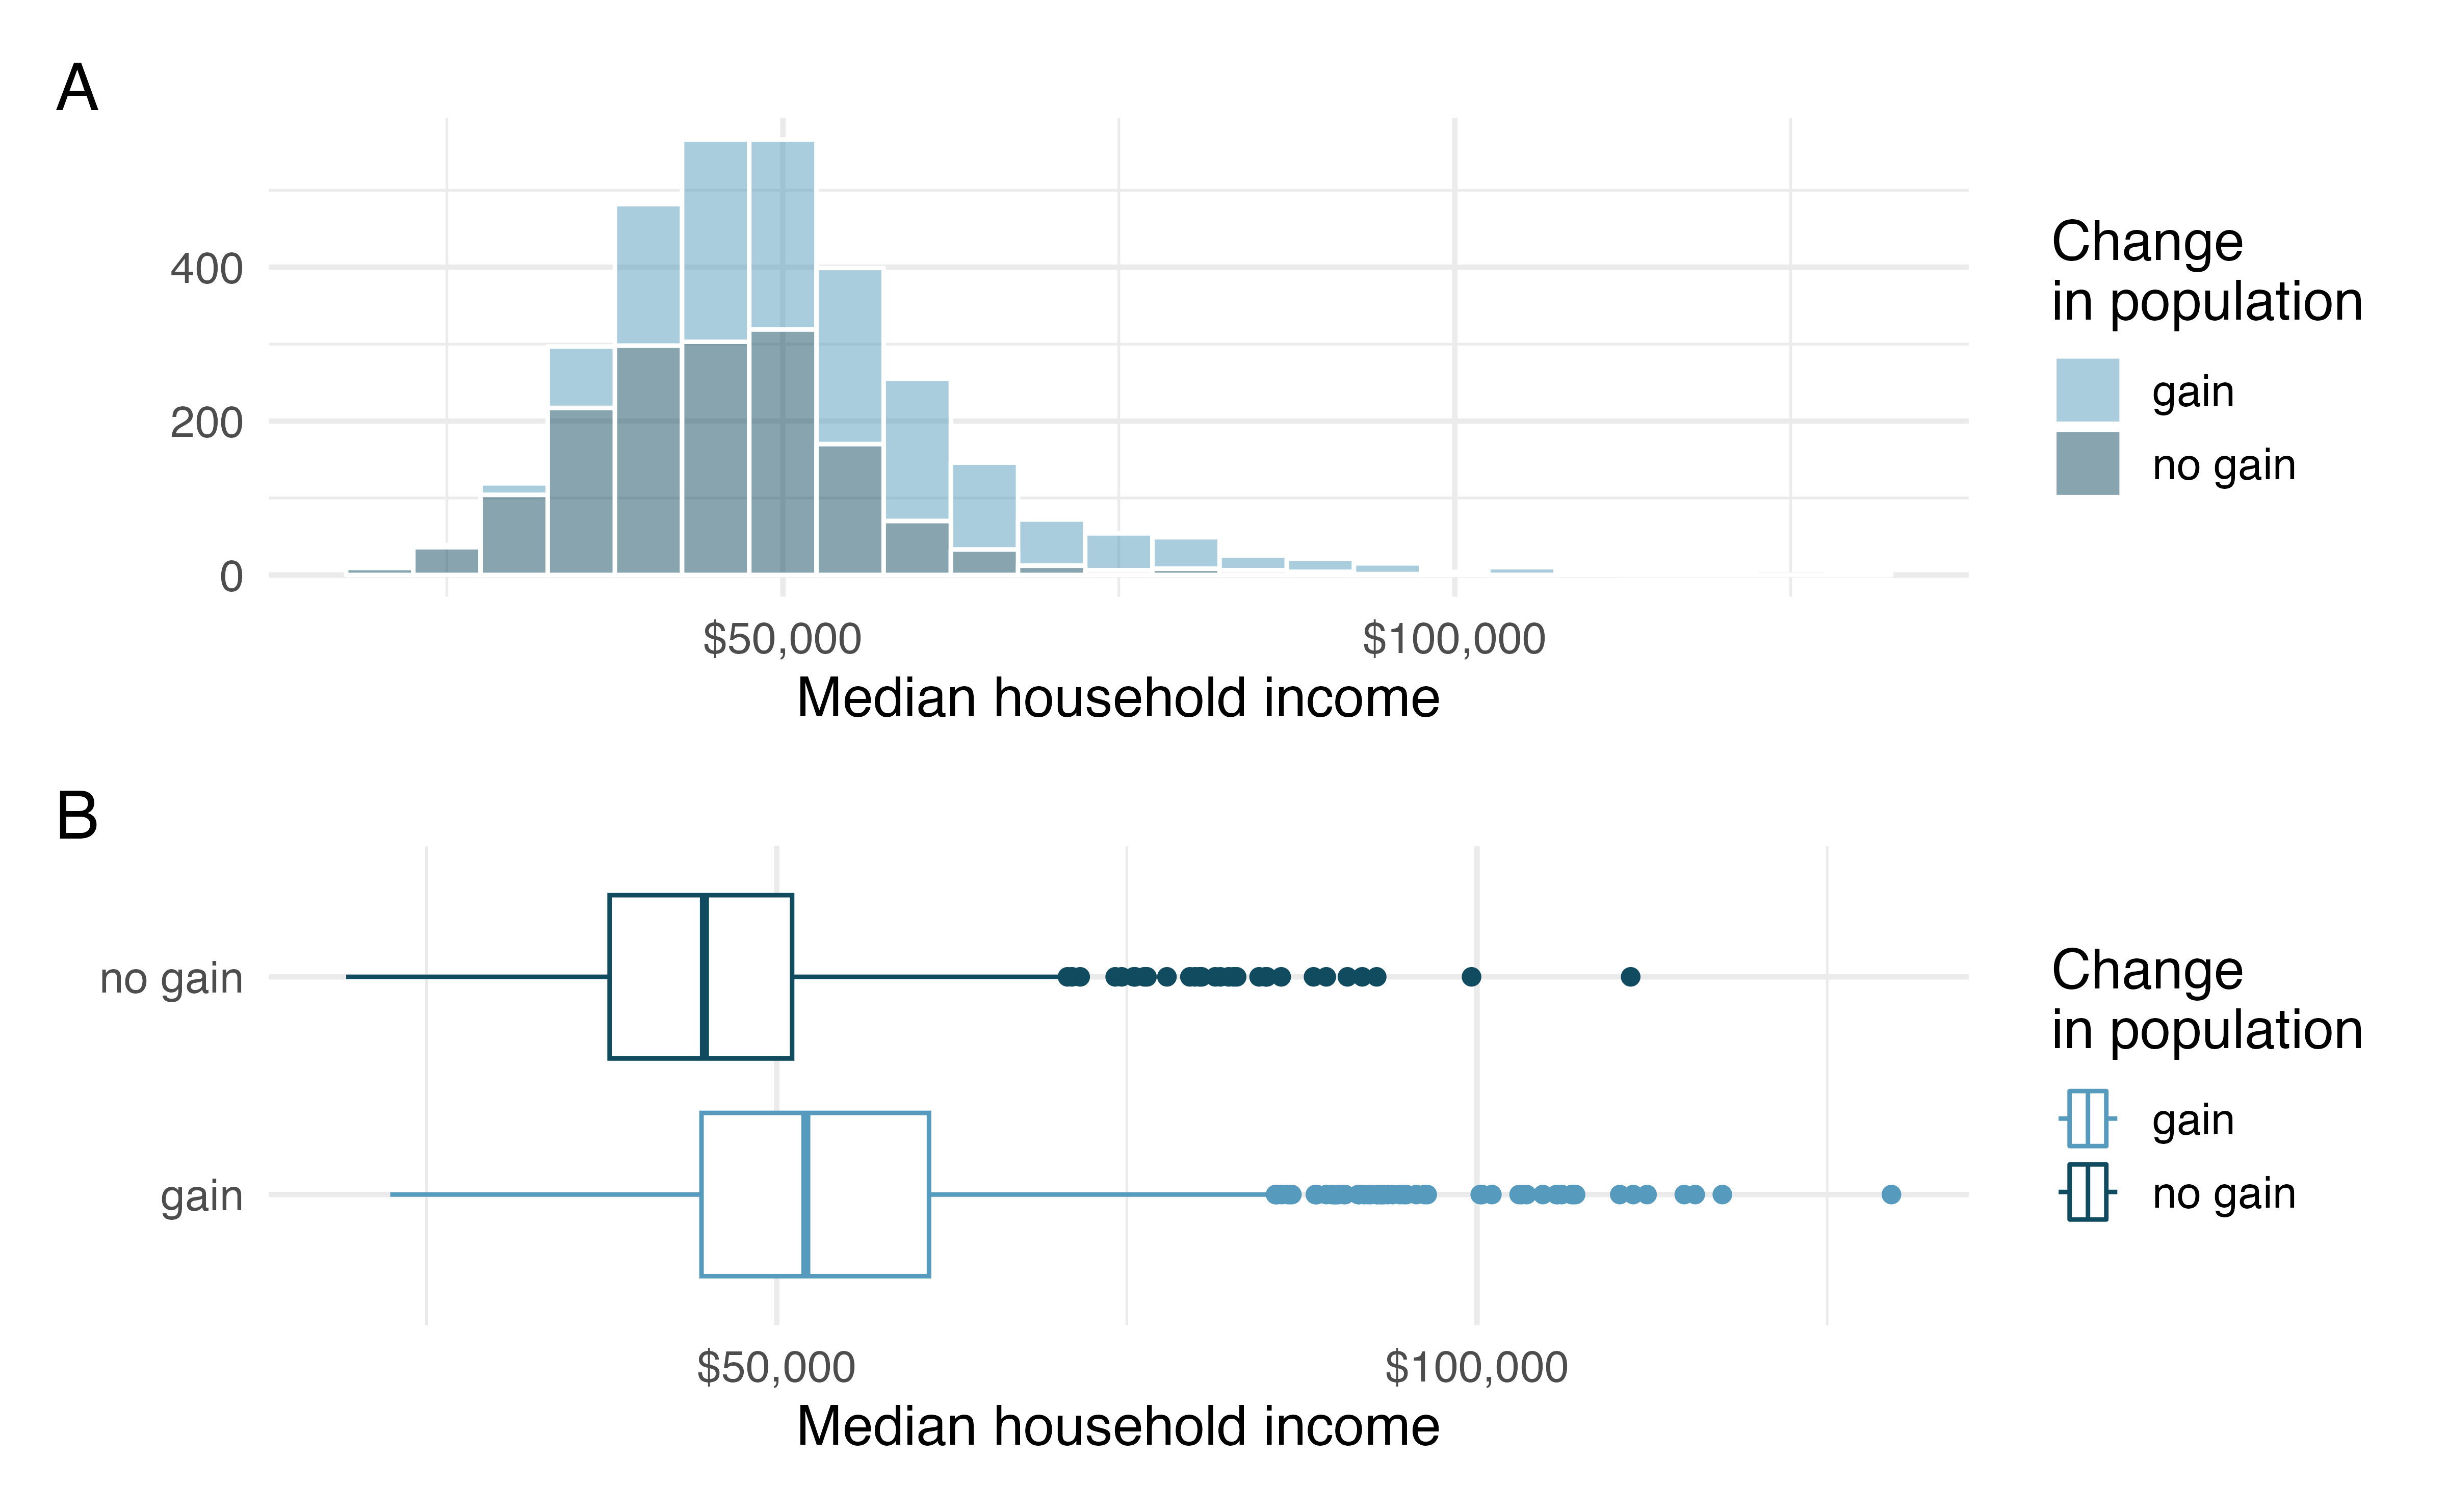 A
400
200
0
$50,000
$100,000
Median household income
Change
in population
gain
no gain
B
no gain
gain
$50,000
$100,000
Median household income
Change
in population
gain
no gain